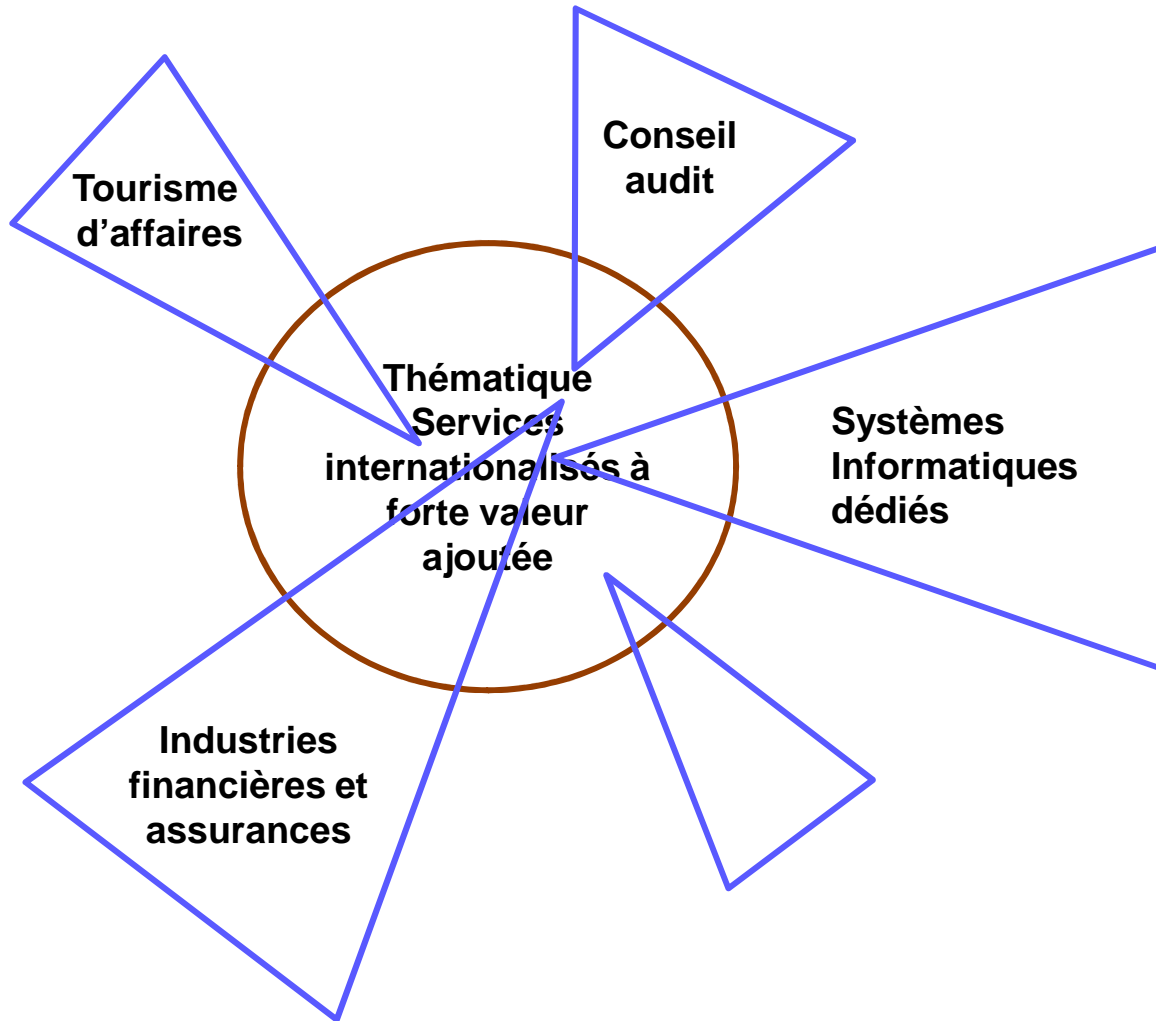 Conseil
audit
Tourisme
d’affaires
Thématique
Services
internationalisés à
forte valeur
ajoutée
Systèmes
Informatiques
dédiés
Industries
financières et
assurances